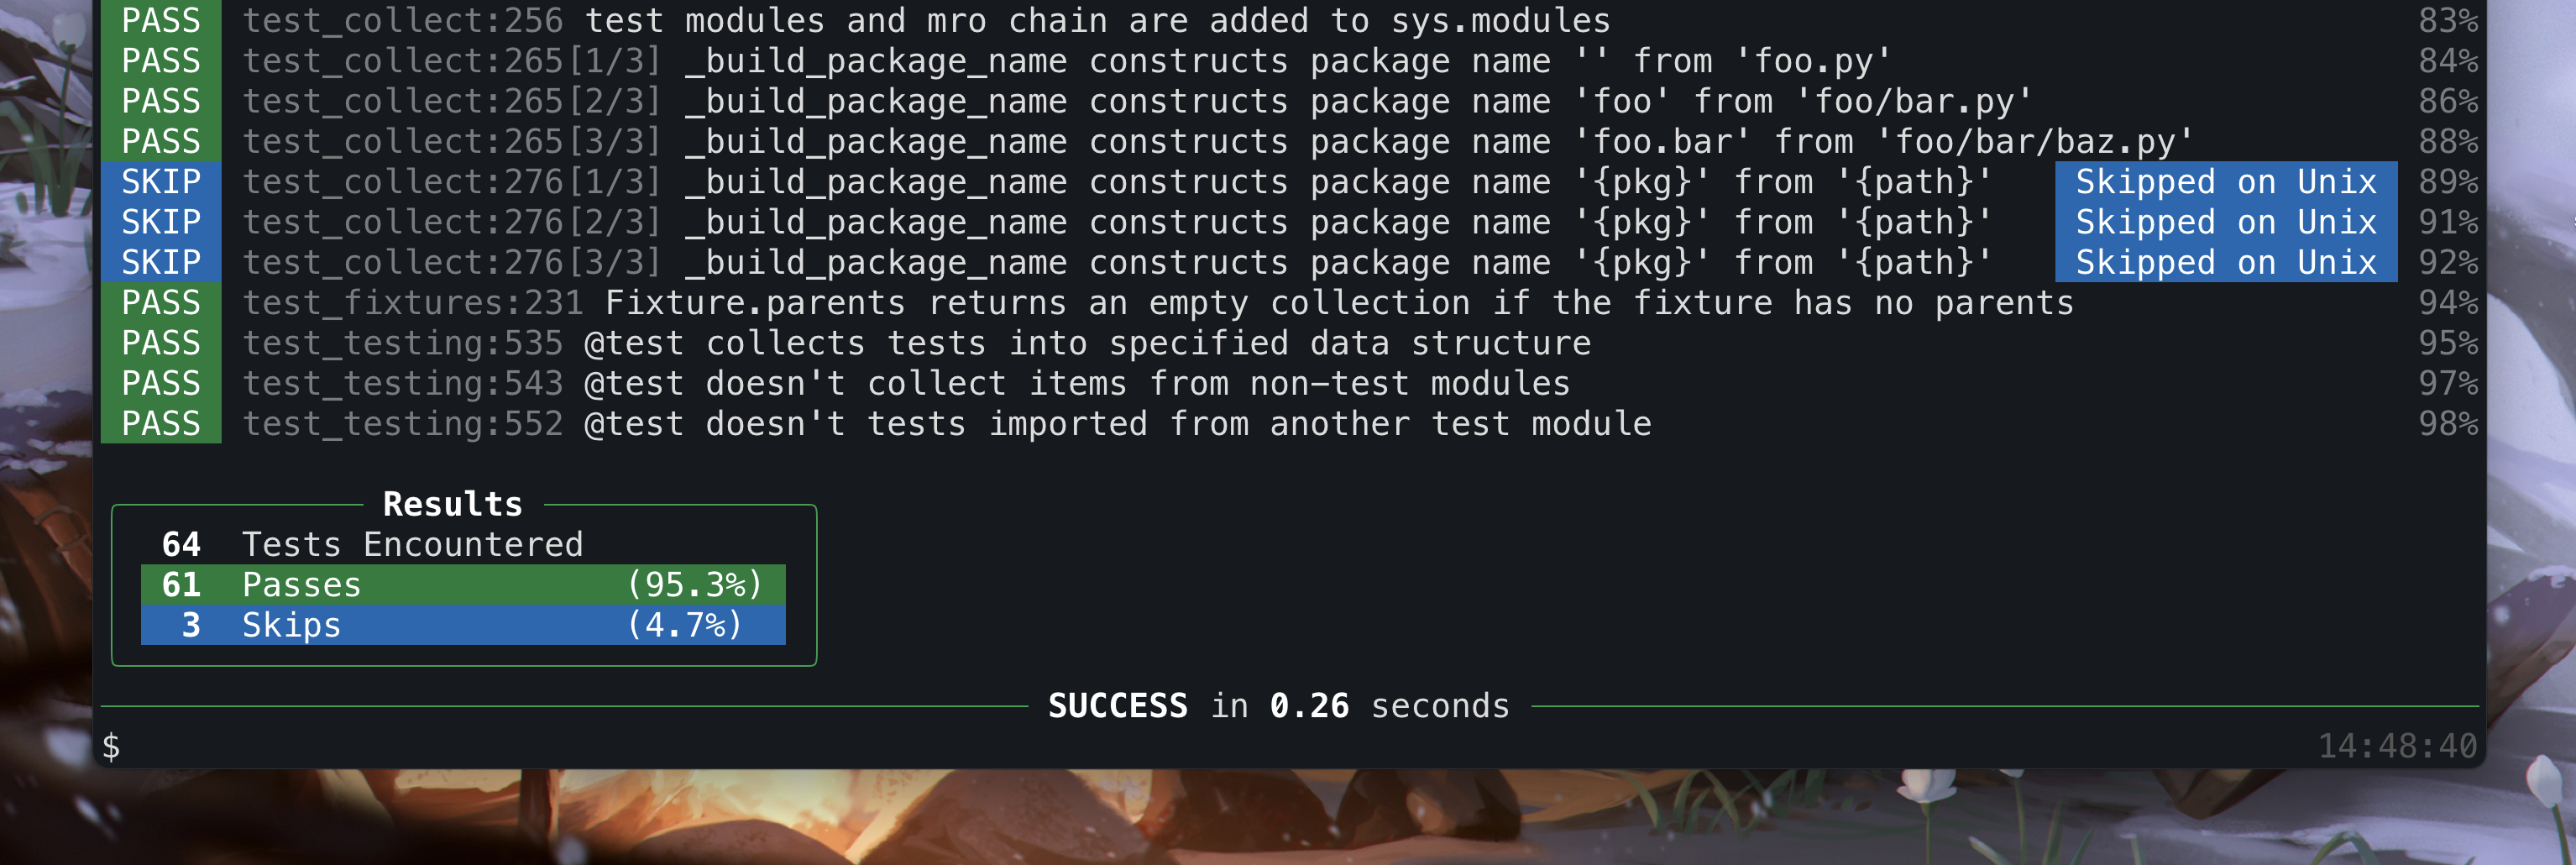 PASS test_collect:256 test modules and mro chain are added to sys.modules 83%
PASS test_collect:265[1/3] _build_package_name constructs package name '' from 'foo.py' 84%
PASS test_collect:265[2/3] _build_package_name constructs package name 'foo' from 'foo/bar.py' 86%
PASS test_collect:265[3/3] _build_package_name constructs package name 'foo.bar' from 'foo/bar/baz.py' 88%
SKIP test_collect:276[1/3] _build_package_name constructs package name '{pkg}' from '{path}' Skipped on Unix 89%
SKIP test_collect:276[2/3] _build_package_name constructs package name '{pkg}' from '{path}' Skipped on Unix 91%
SKIP test_collect:276[3/3] _build_package_name constructs package name '{pkg}' from '{path}' Skipped on Unix 92%
PASS test_fixtures:231 Fixture.parents returns an empty collection if the fixture has no parents 94%
PASS test_testing:535 @test collects tests into specified data structure 95%
PASS test_testing:543 @test doesn't collect items from non-test modules 97%
PASS test_testing:552 @test doesn't tests imported from another test module 98%
Results
64 Tests Encountered
61 Passes (95.3%)
3 Skips (4.7%)
SUCCESS in 0.26 seconds
$ 14:48:40